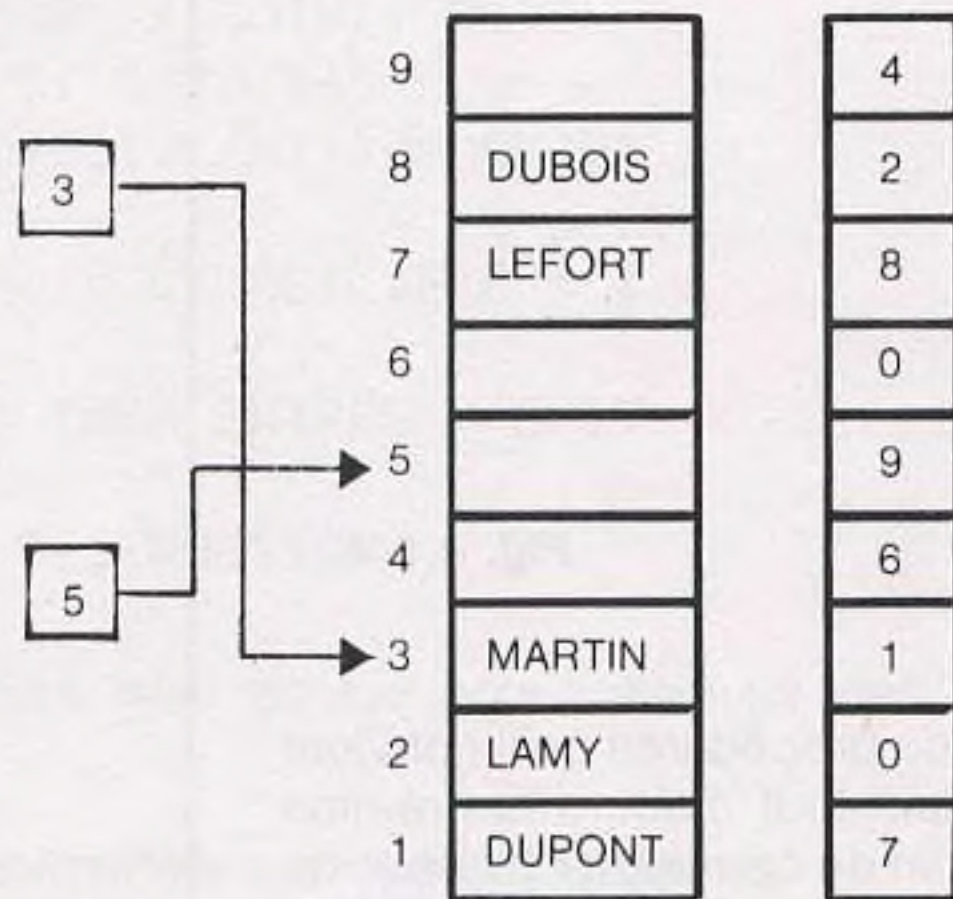 9 4
3 8 DUBOIS 2
7 LEFORT 8
6 0
5 9
5 4 6
3 MARTIN 1
2 LAMY 0
1 DUPONT 7